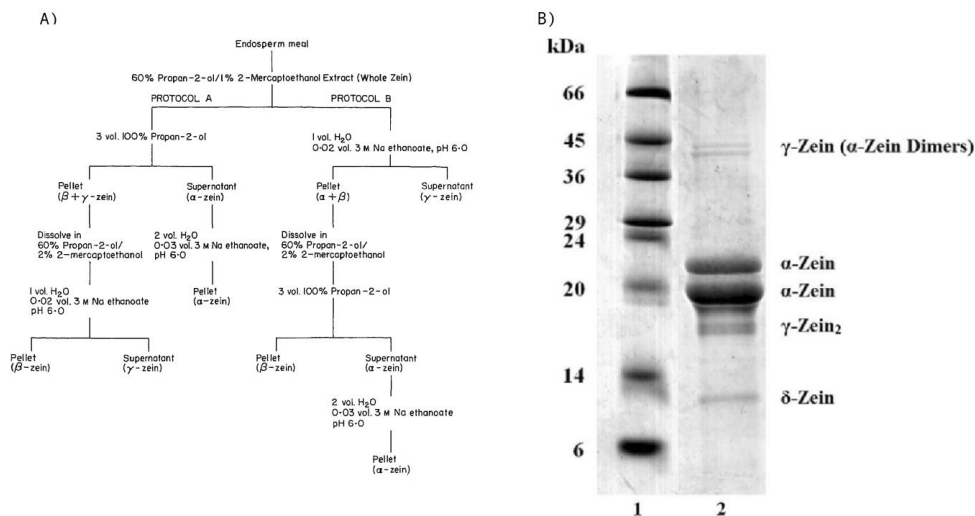 A)
Endosperm meal
60% Propan-2-ol/1% 2-Mercaptoethanol Extract (Whole Zein)
PROTOCOL A
PROTOCOL B
3 vol. 100% Propan-2-ol
1 vol. H₂O
0·02 vol. 3 M Na ethanoate, pH 6·0
Pellet
(β+γ-zein)
Supernatant
(α-zein)
Pellet
(α+β)
Supernatant
(γ-zein)
Dissolve in
60% Propan-2-ol/
2% 2-mercaptoethanol
2 vol. H₂O
0·03 vol. 3 M Na ethanoate,
pH 6·0
Dissolve in
60% Propan-2-ol/
2% 2-mercaptoethanol
1 vol. H₂O
0·02 vol. 3 M Na ethanoate
pH 6·0
Pellet
(α-zein)
3 vol. 100% Propan-2-ol
Pellet
(β-zein)
Supernatant
(γ-zein)
Pellet
(β-zein)
Supernatant
(α-zein)
2 vol. H₂O
0·03 vol. 3 M Na ethanoate
pH 6·0
Pellet
(α-zein)
B)
kDa
66
45
36
29
24
20
14
6
γ-Zein (α-Zein Dimers)
α-Zein
α-Zein
γ-Zein₂
δ-Zein
1 2